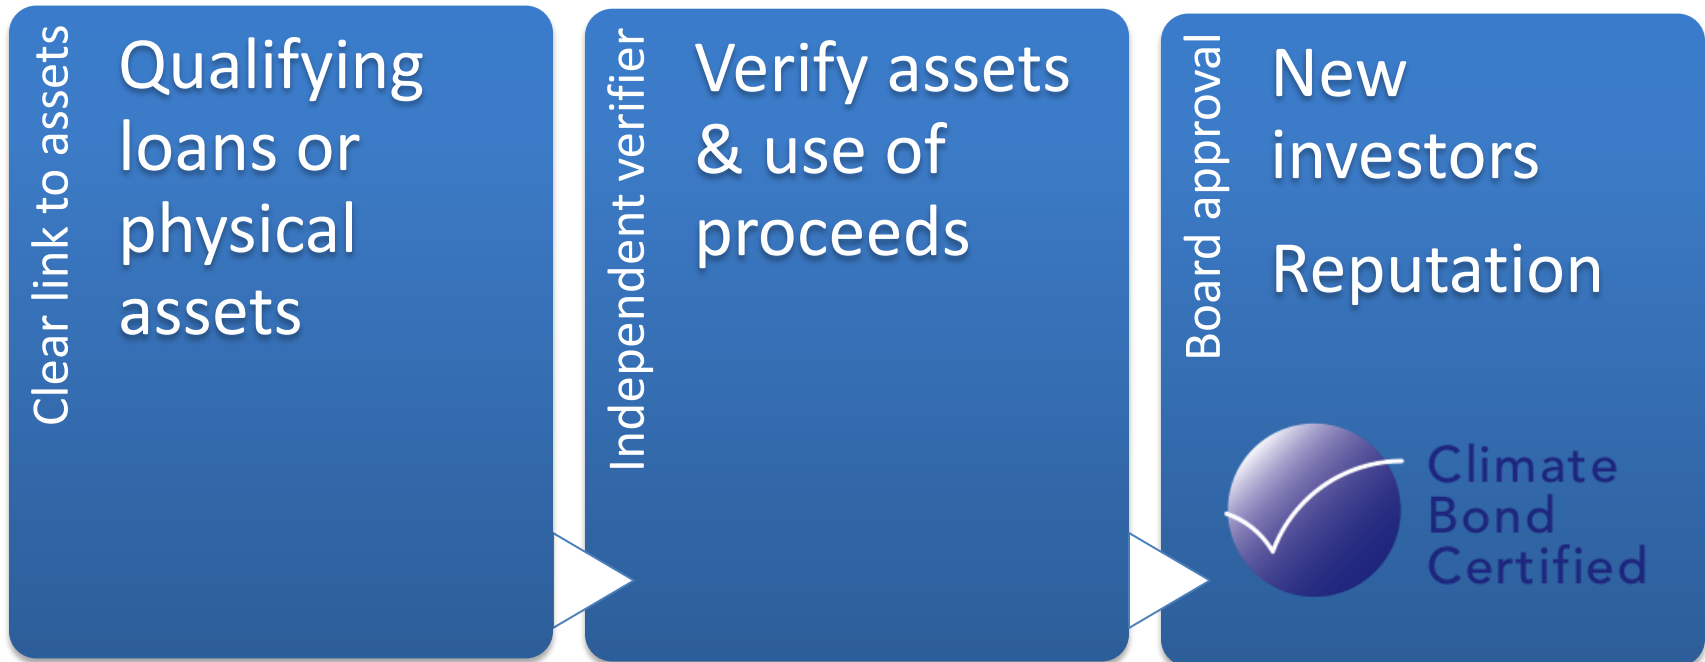 Clear link to assets
Qualifying
loans or
physical
assets
Independent verifier
Verify assets
& use of
proceeds
Board approval
New
investors
Reputation
Climate
Bond
Certified